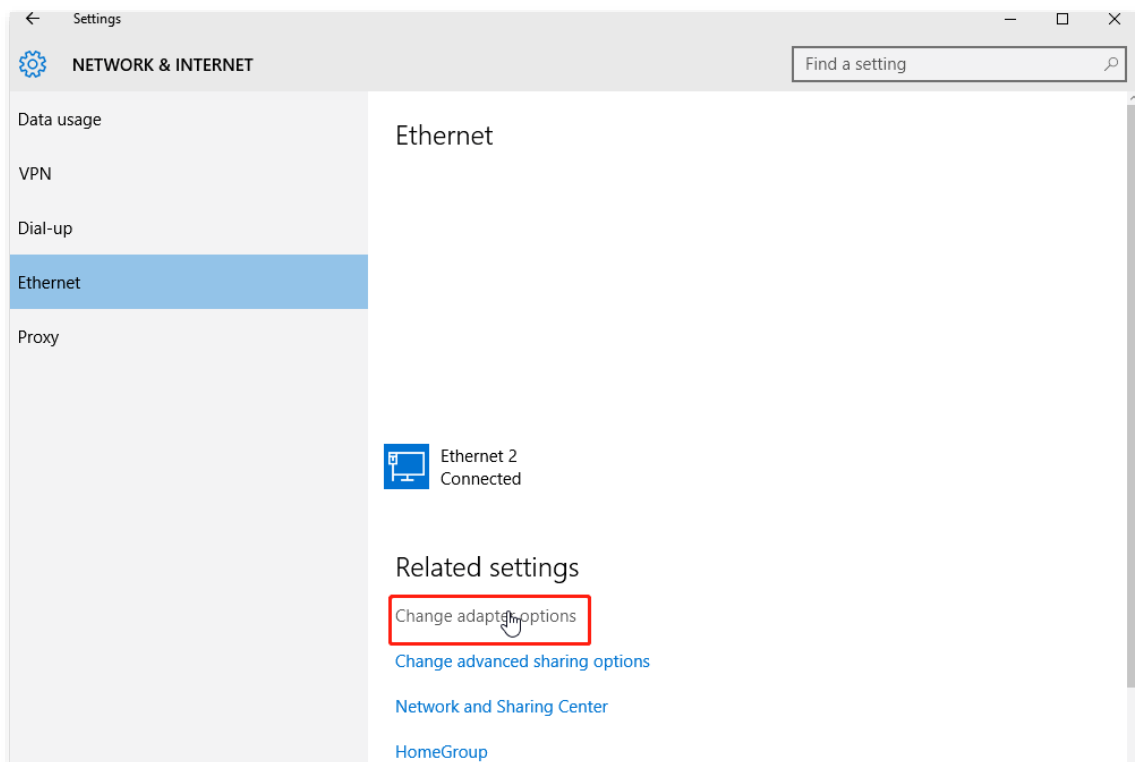 Settings
NETWORK & INTERNET
Find a setting
Data usage
VPN
Dial-up
Ethernet
Proxy
Ethernet
Ethernet 2
Connected
Related settings
Change adapter options
Change advanced sharing options
Network and Sharing Center
HomeGroup